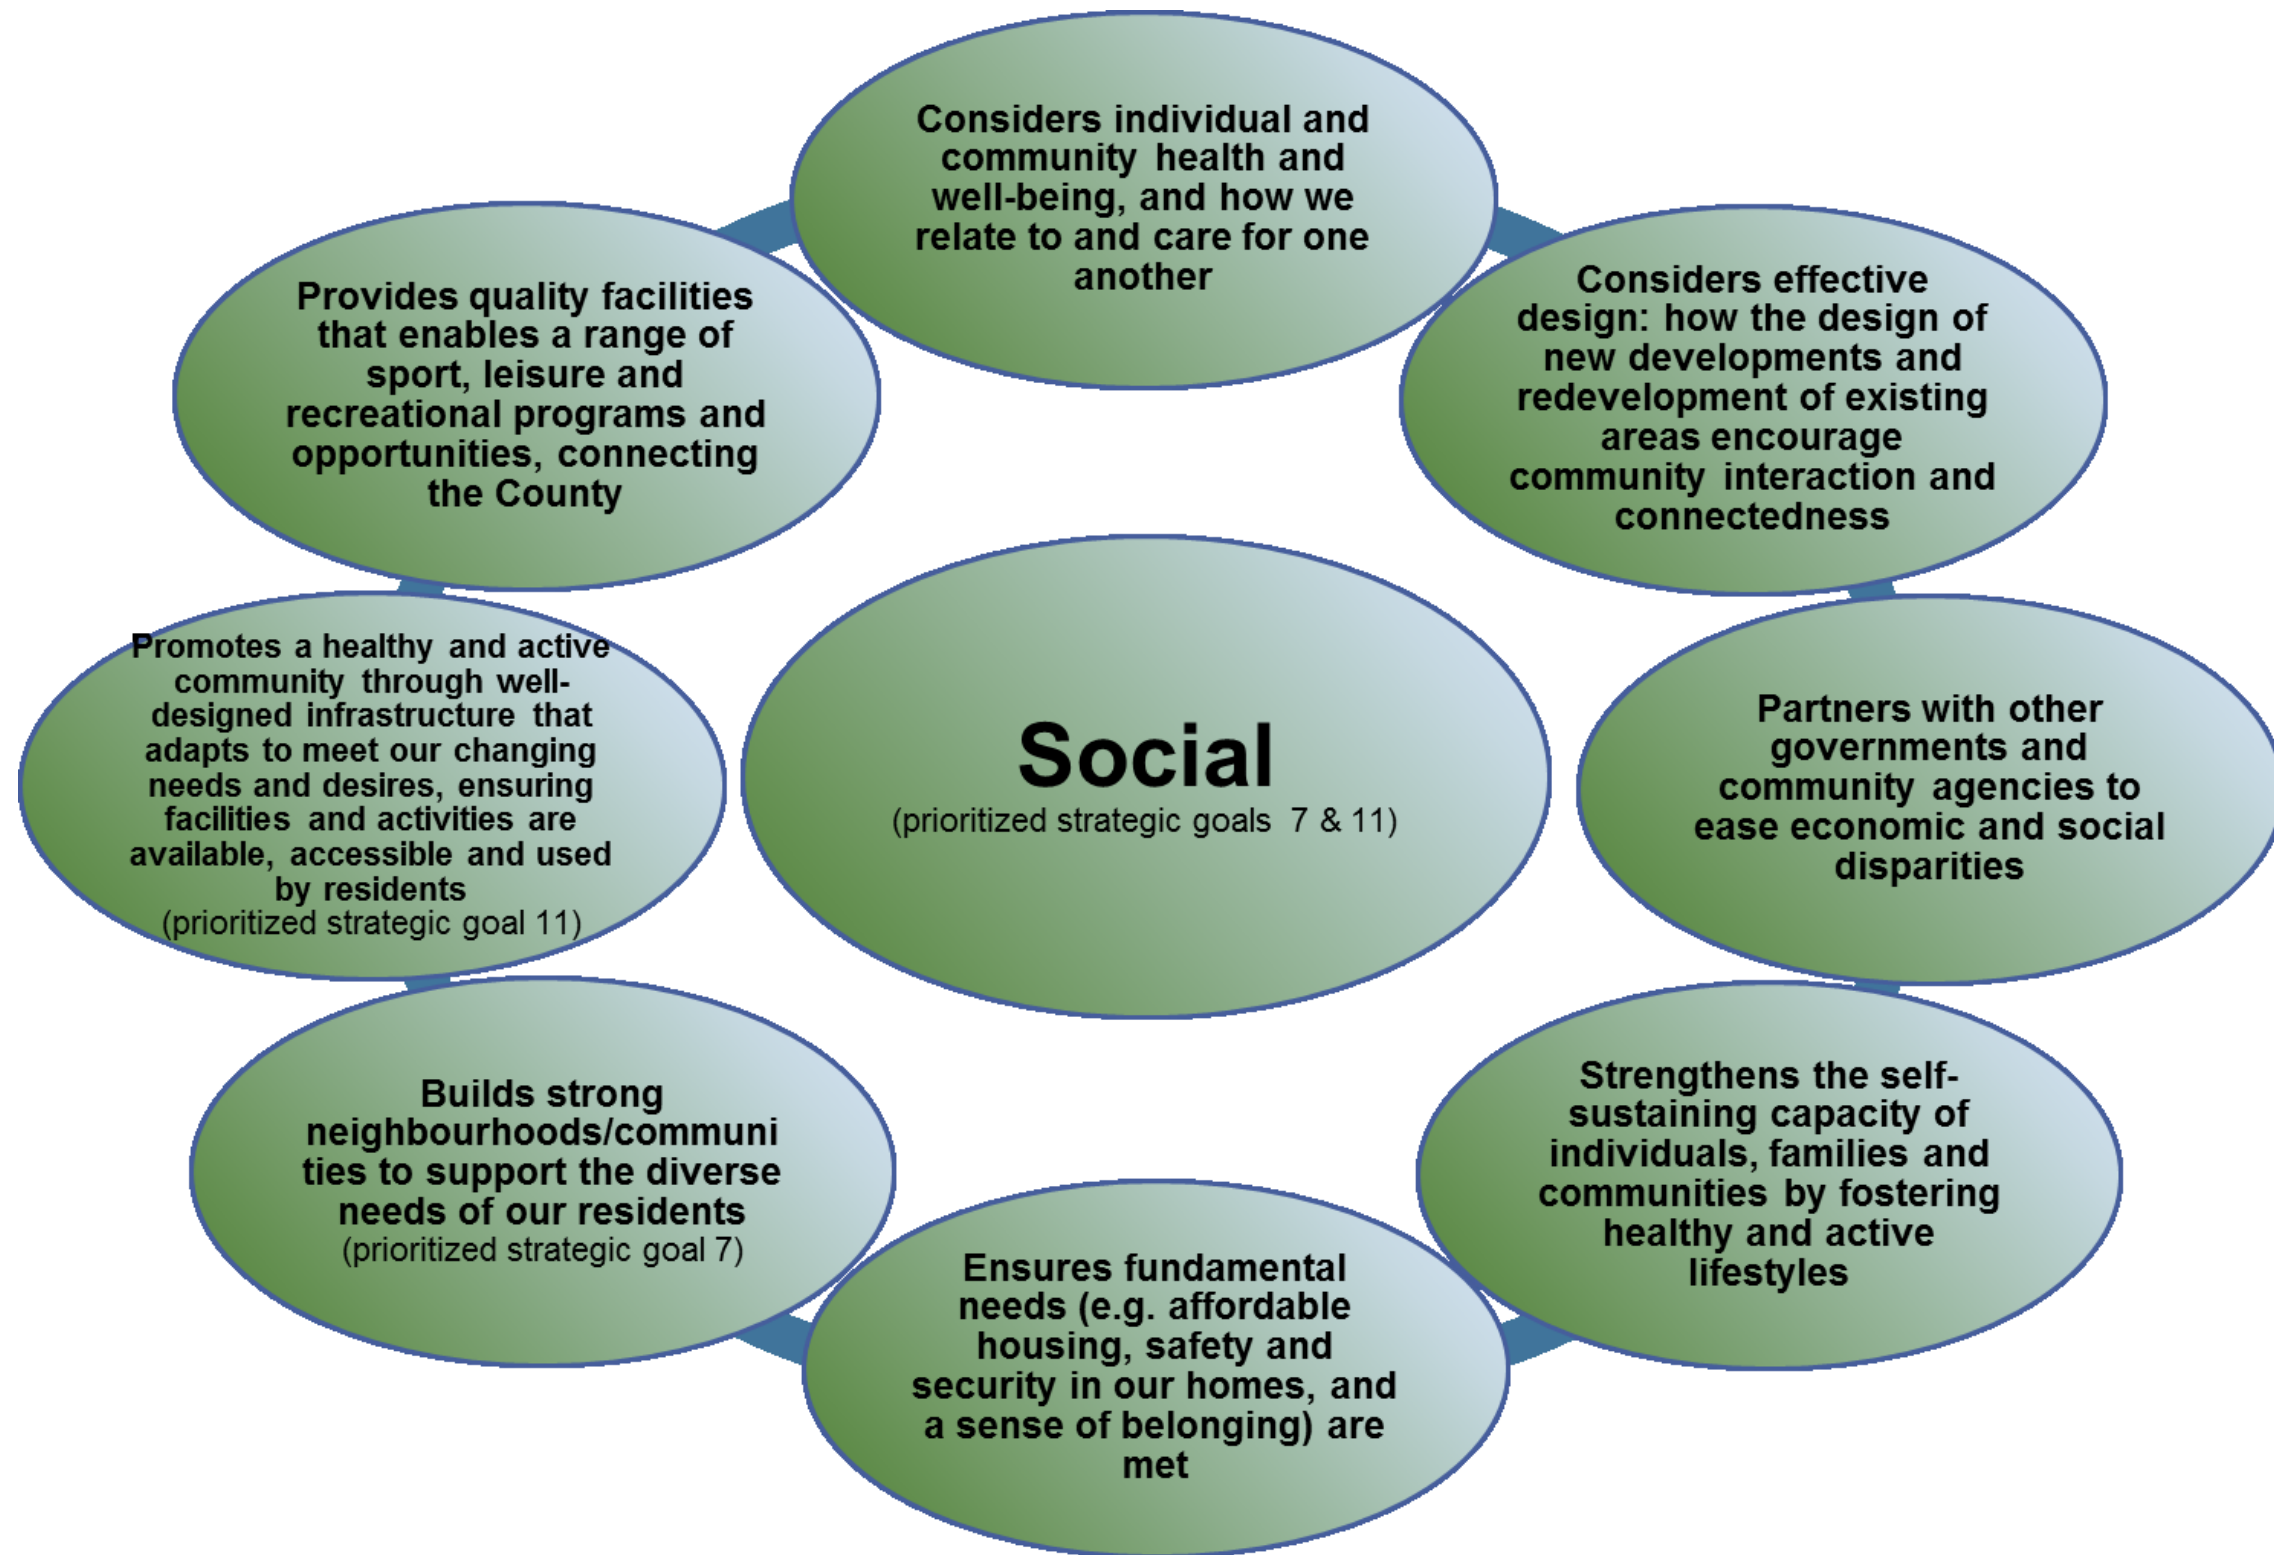 Considers individual and
community health and
well-being, and how we
relate to and care for one
another
Considers effective
design: how the design of
new developments and
redevelopment of existing
areas encourage
community interaction and
connectedness
Partners with other
governments and
community agencies to
ease economic and social
disparities
Strengthens the self-
sustaining capacity of
individuals, families and
communities by fostering
healthy and active
lifestyles
Ensures fundamental
needs (e.g. affordable
housing, safety and
security in our homes, and
a sense of belonging) are
met
Builds strong
neighbourhoods/communi
ties to support the diverse
needs of our residents
(prioritized strategic goal 7)
Promotes a healthy and active
community through well-
designed infrastructure that
adapts to meet our changing
needs and desires, ensuring
facilities and activities are
available, accessible and used
by residents
(prioritized strategic goal 11)
Provides quality facilities
that enables a range of
sport, leisure and
recreational programs and
opportunities, connecting
the County
Social
(prioritized strategic goals 7 & 11)